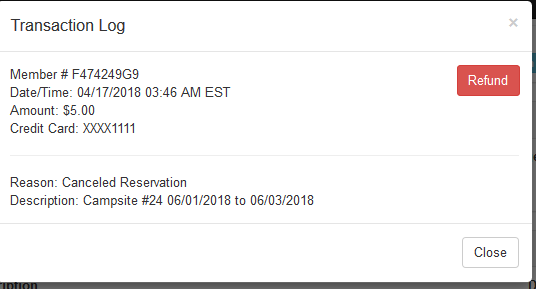 Transaction Log
×
Member # F474249G9
Refund
Date/Time: 04/17/2018 03:46 AM EST
Amount: $5.00
Credit Card: XXXX1111
Reason: Canceled Reservation
Description: Campsite #24 06/01/2018 to 06/03/2018
Close